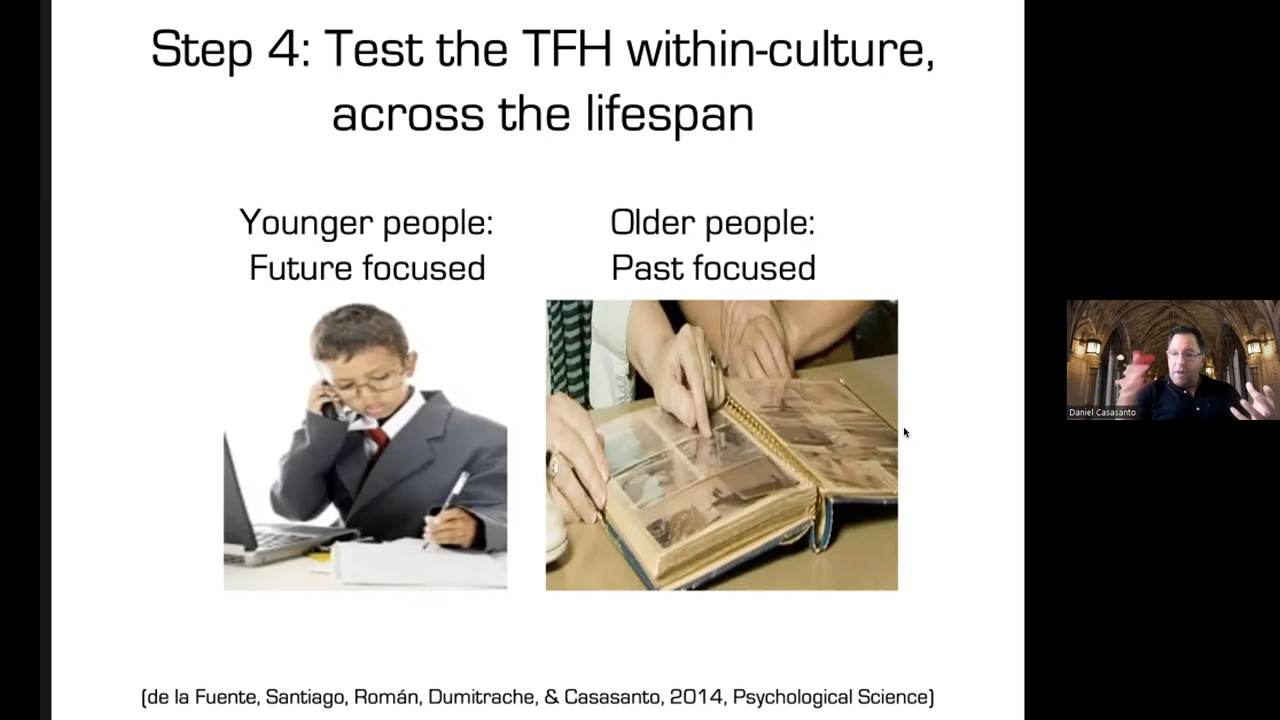 Step 4: Test the TFH within-culture,
across the lifespan
Younger people:
Future focused
Older people:
Past focused
Daniel Casasanto
(de la Fuente, Santiago, Román, Dumitrache, & Casasanto, 2014, Psychological Science)